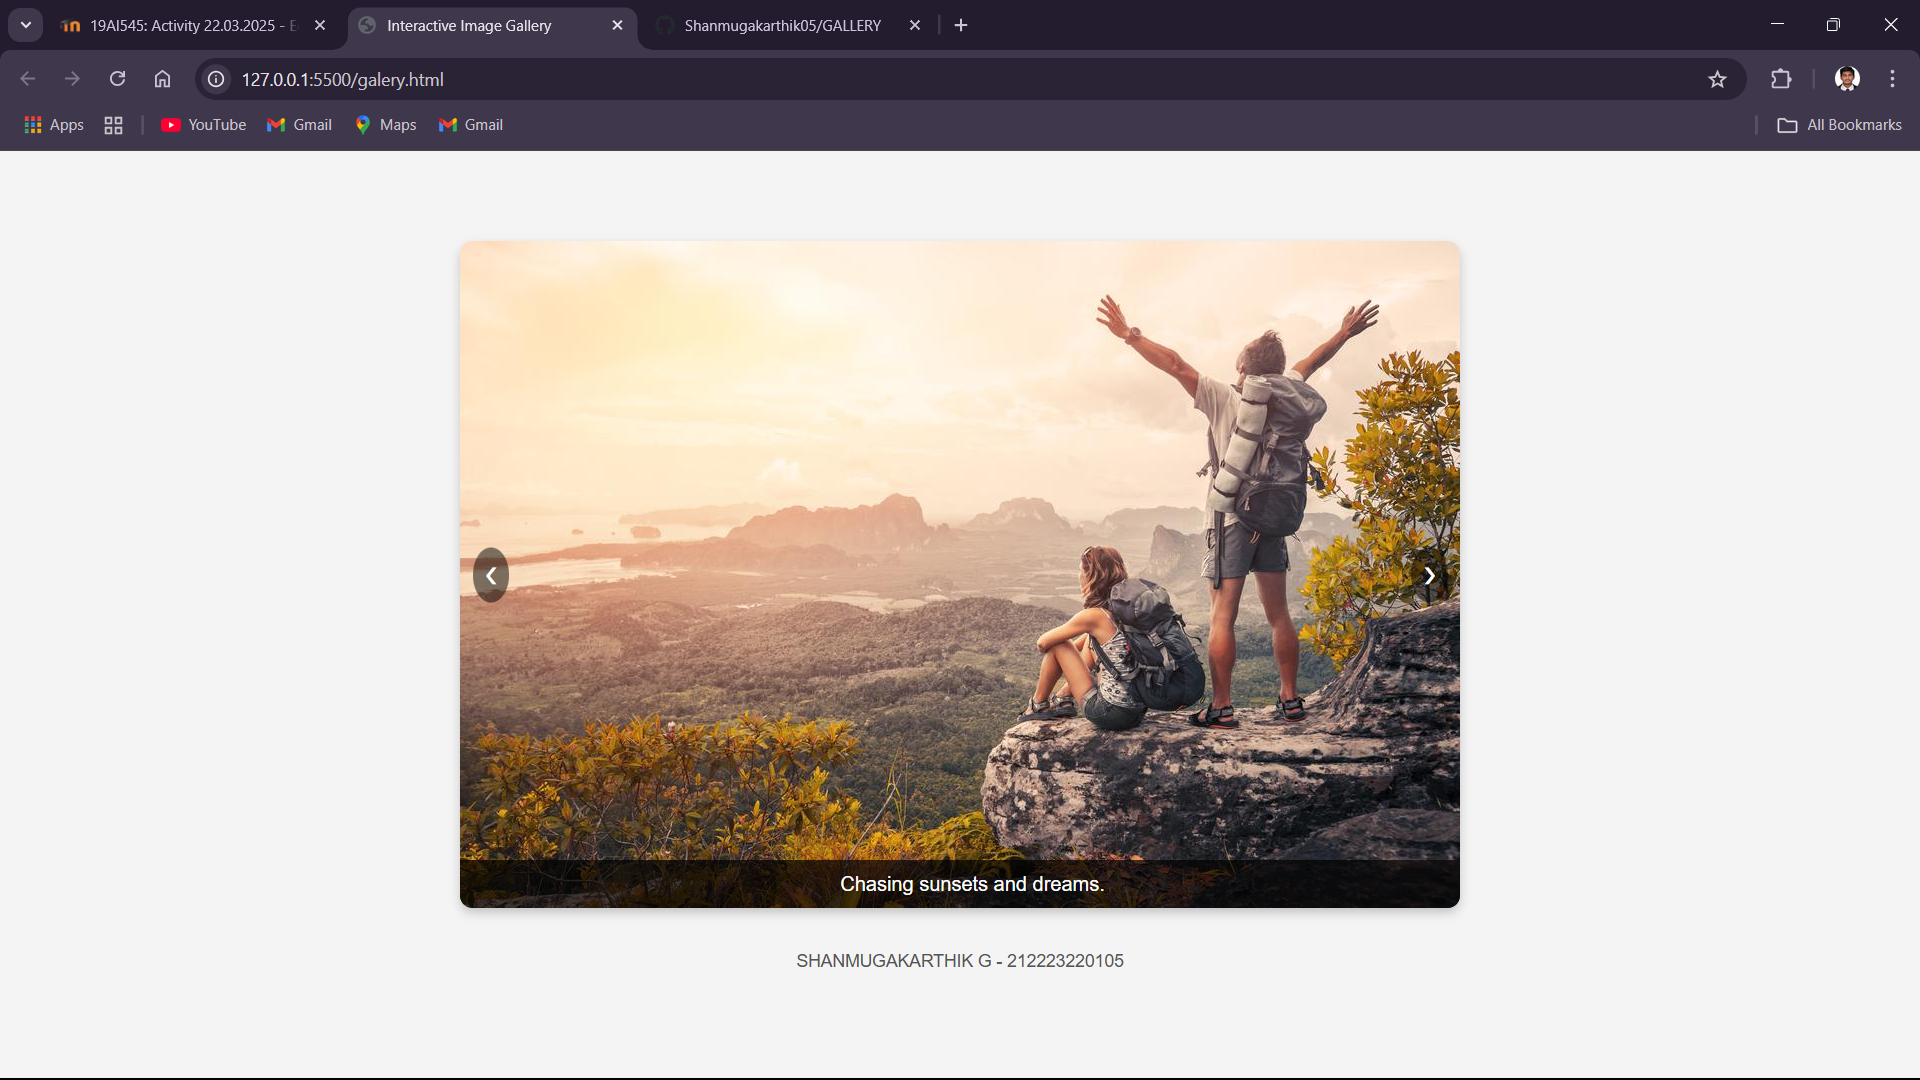 19AI545: Activity 22.03.2025 -
Interactive Image Gallery
Shanmugakarthik05/GALLERY
127.0.0.1:5500/galery.html
Apps
YouTube
Gmail
Maps
Gmail
All Bookmarks
❮
❯
Chasing sunsets and dreams.
SHANMUGAKARTHIK G - 212223220105